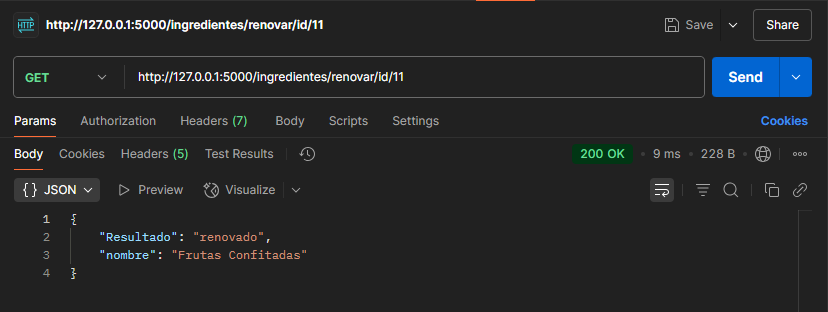 HTTP http://127.0.0.1:5000/ingredientes/renovar/id/11 Save Share
GET http://127.0.0.1:5000/ingredientes/renovar/id/11 Send
Params Authorization Headers (7) Body Scripts Settings Cookies
Body Cookies Headers (5) Test Results 200 OK • 9 ms • 228 B
{} JSON Preview Visualize
1 {
2 "Resultado": "renovado",
3 "nombre": "Frutas Confitadas"
4 }